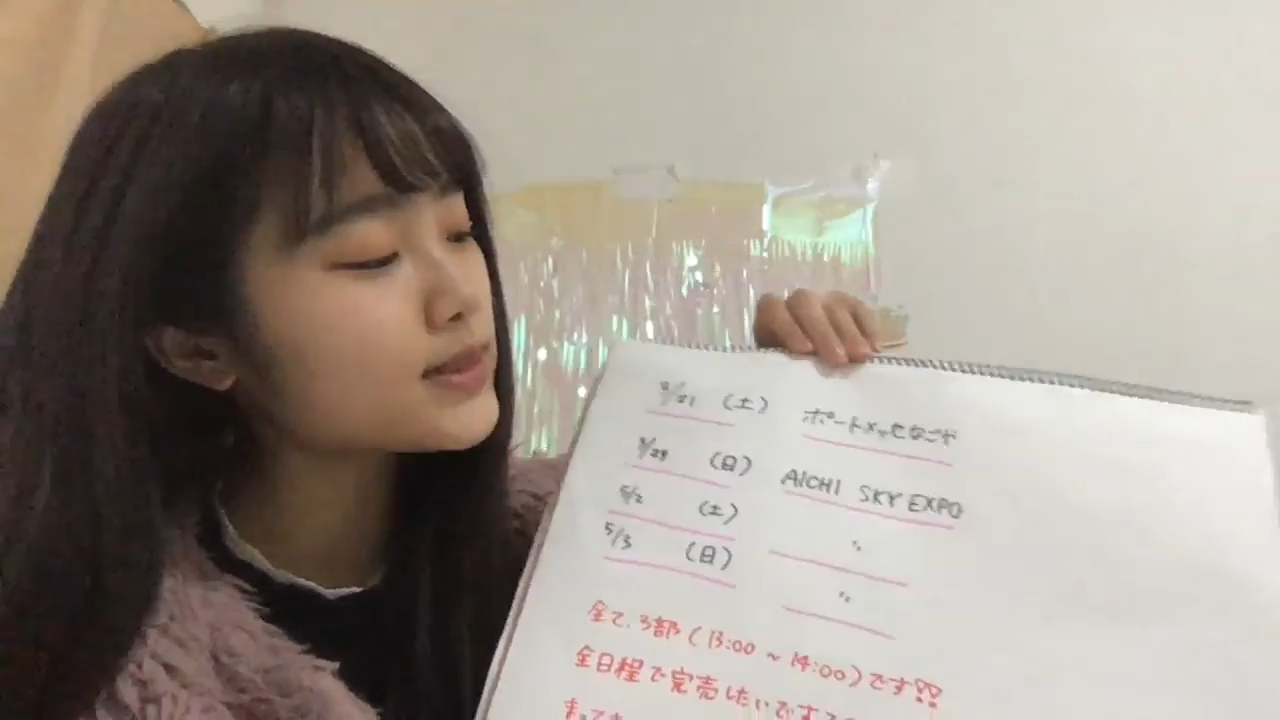 3/21 (土) ポートメッセなごや
3/29 (日) AICHI SKY EXPO
5/2 (土) 〃
5/3 (日) 〃
全て、3部(13:00~14:00)です!!
全日程で完売したいです